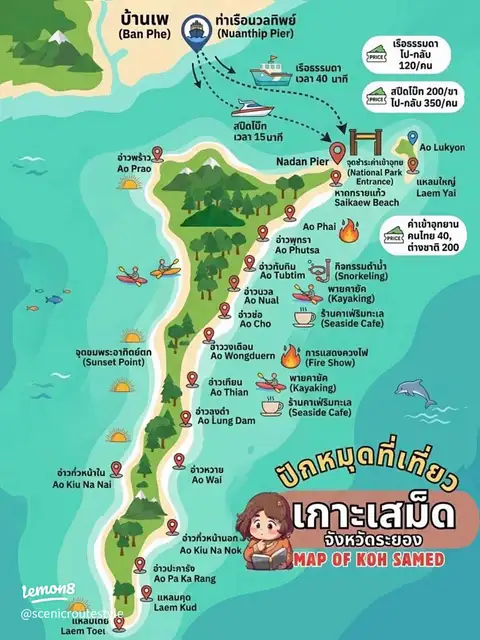 บ้านเพ
(Ban Phe)
ท่าเรือนวลทิพย์
(Nuanthip Pier)
เรือธรรมดา
เวลา 40 นาที
PRICE
เรือธรรมดา
ไป-กลับ
120/คน
PRICE
สปีดโบ๊ท 200/ขา
ไป-กลับ 350/คน
สปีดโบ๊ท
เวลา 15นาที
Nadan Pier
จุดชำระค่าเข้าอุทยาน
(National Park
Entrance)
Ao Lukyon
แหลมใหญ่
Laem Yai
อ่าวพร้าว
Ao Prao
หาดทรายแก้ว
Saikaew Beach
PRICE
ค่าเข้าอุทยาน
คนไทย 40,
ต่างชาติ 200
Ao Phai
อ่าวพุทรา
Ao Phutsa
อ่าวทับทิม
Ao Tubtim
กิจกรรมดำน้ำ
(Snorkeling)
อ่าวนวล
Ao Nual
พายคายัค
(Kayaking)
อ่าวช่อ
Ao Cho
ร้านคาเฟ่ริมทะเล
(Seaside Cafe)
อ่าววงเดือน
Ao Wongduern
การแสดงควงไฟ
(Fire Show)
จุดชมพระอาทิตย์ตก
(Sunset Point)
อ่าวเทียน
Ao Thian
พายคายัค
(Kayaking)
ร้านคาเฟ่ริมทะเล
(Seaside Cafe)
อ่าวลุงดำ
Ao Lung Dam
อ่าวกิ่วหน้าใน
Ao Kiu Na Nai
อ่าวหวาย
Ao Wai
ปักหมุดที่เที่ยว
เกาะเสม็ด
จังหวัดระยอง
MAP OF KOH SAMED
อ่าวกิ่วหน้านอก
Ao Kiu Na Nok
อ่าวปะการัง
Ao Pa Ka Rang
แหลมคุด
Laem Kud
แหลมเตย
Laem Toei
lemon8
@scenicroutestyle